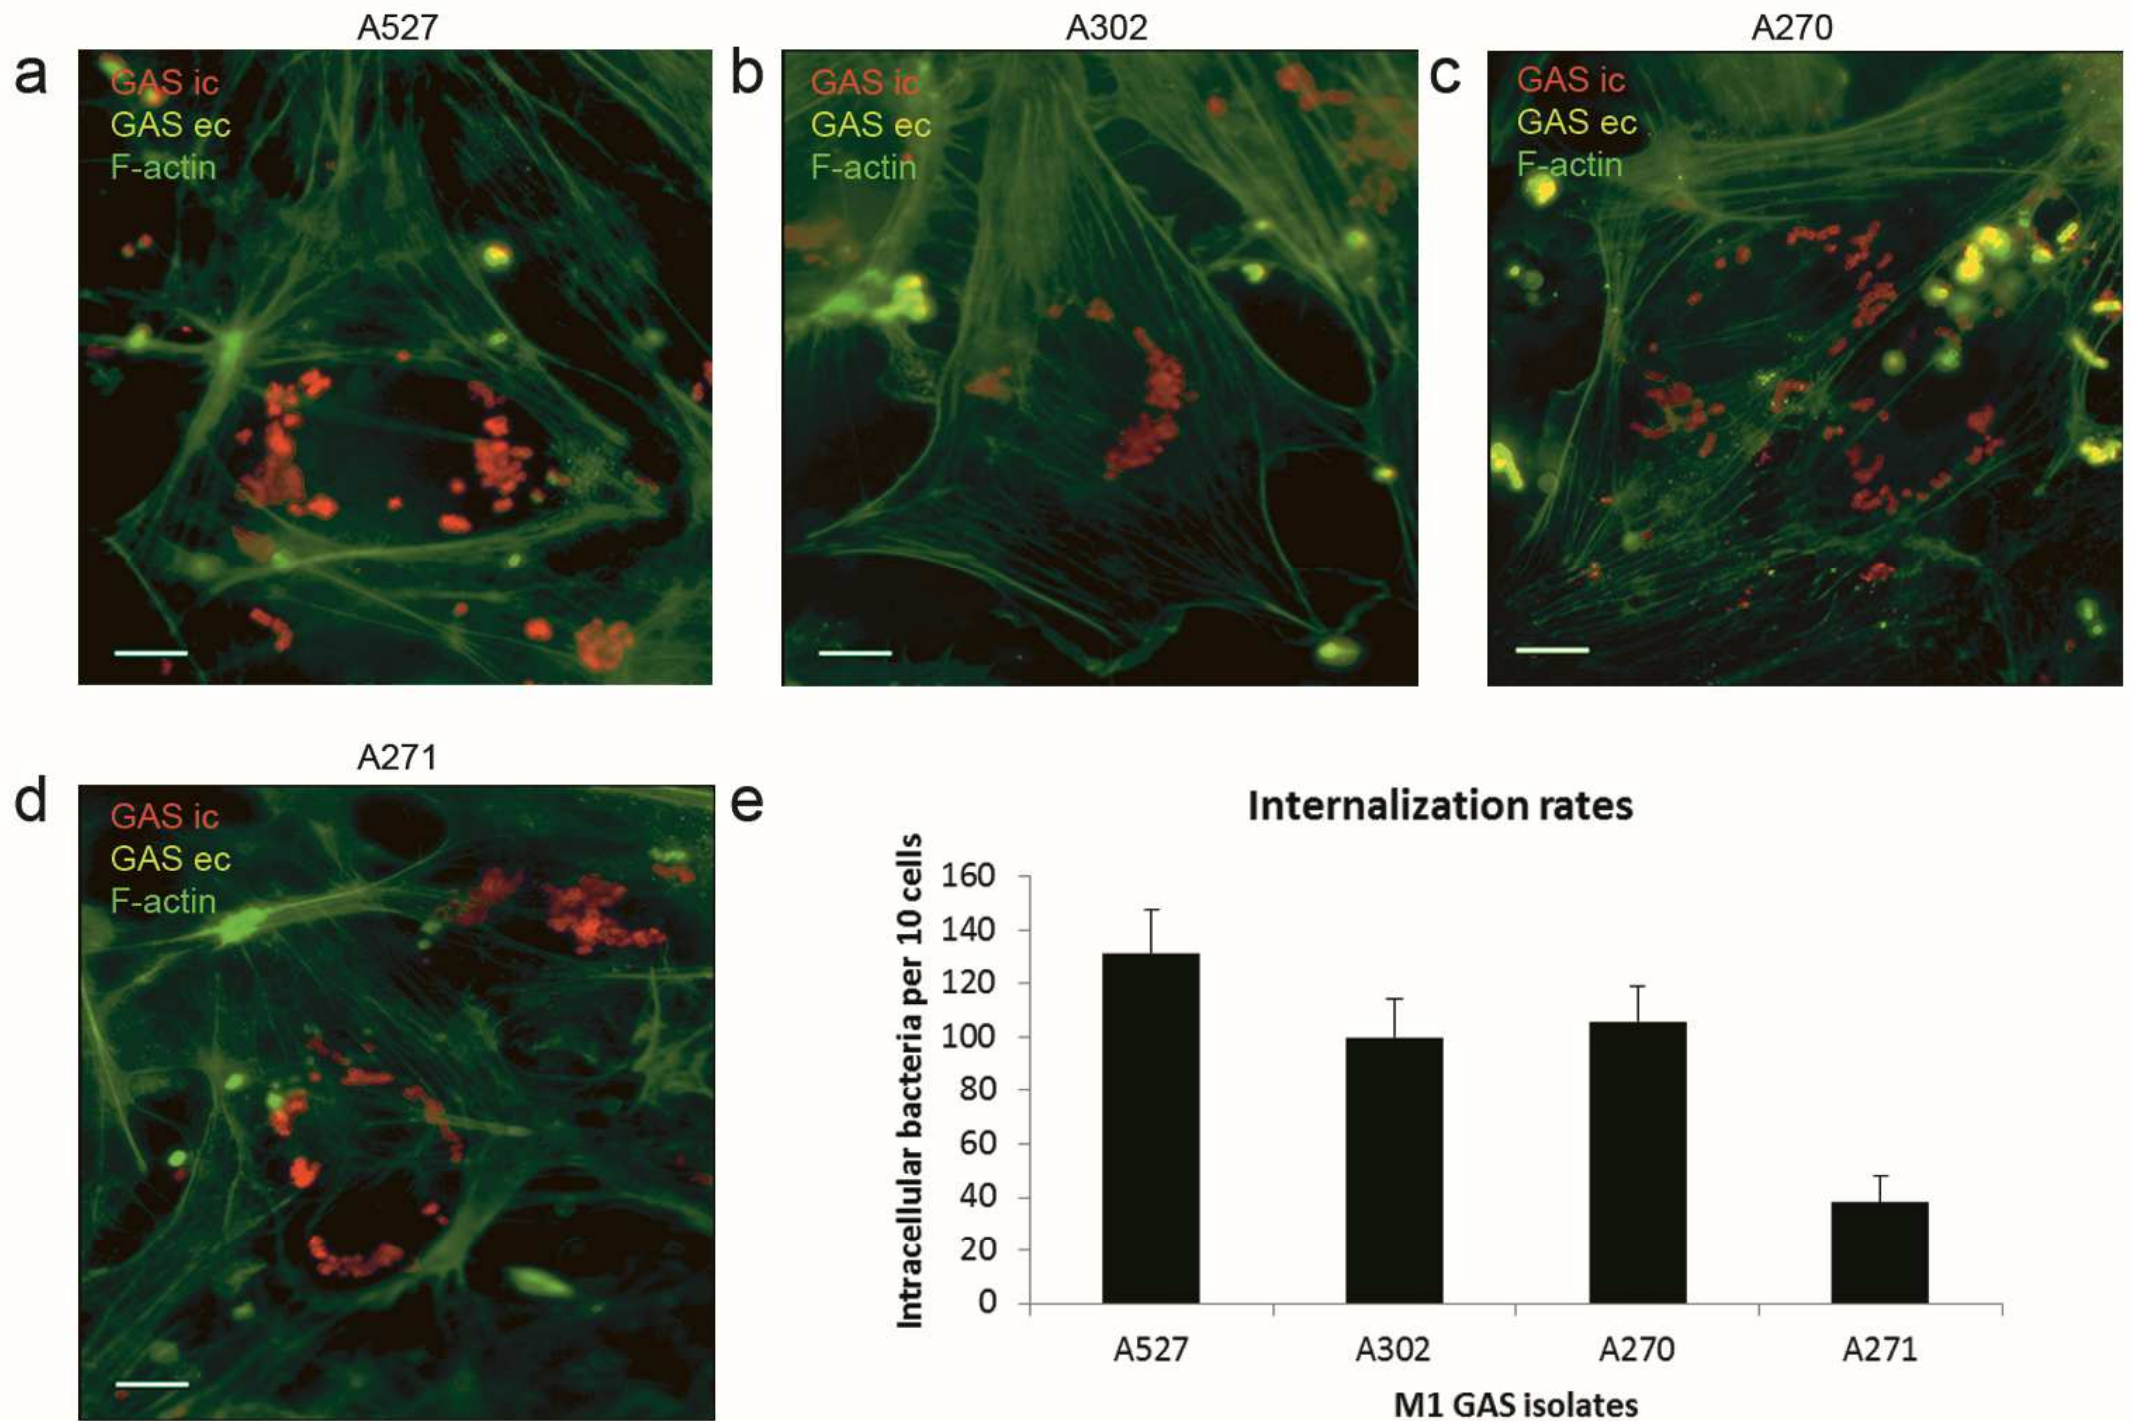 A527
a
GAS ic
GAS ec
F-actin
A302
b
GAS ic
GAS ec
F-actin
A270
c
GAS ic
GAS ec
F-actin
A271
d
GAS ic
GAS ec
F-actin
e
Internalization rates
Intracellular bacteria per 10 cells
160
140
120
100
80
60
40
20
0
A527 A302 A270 A271
M1 GAS isolates